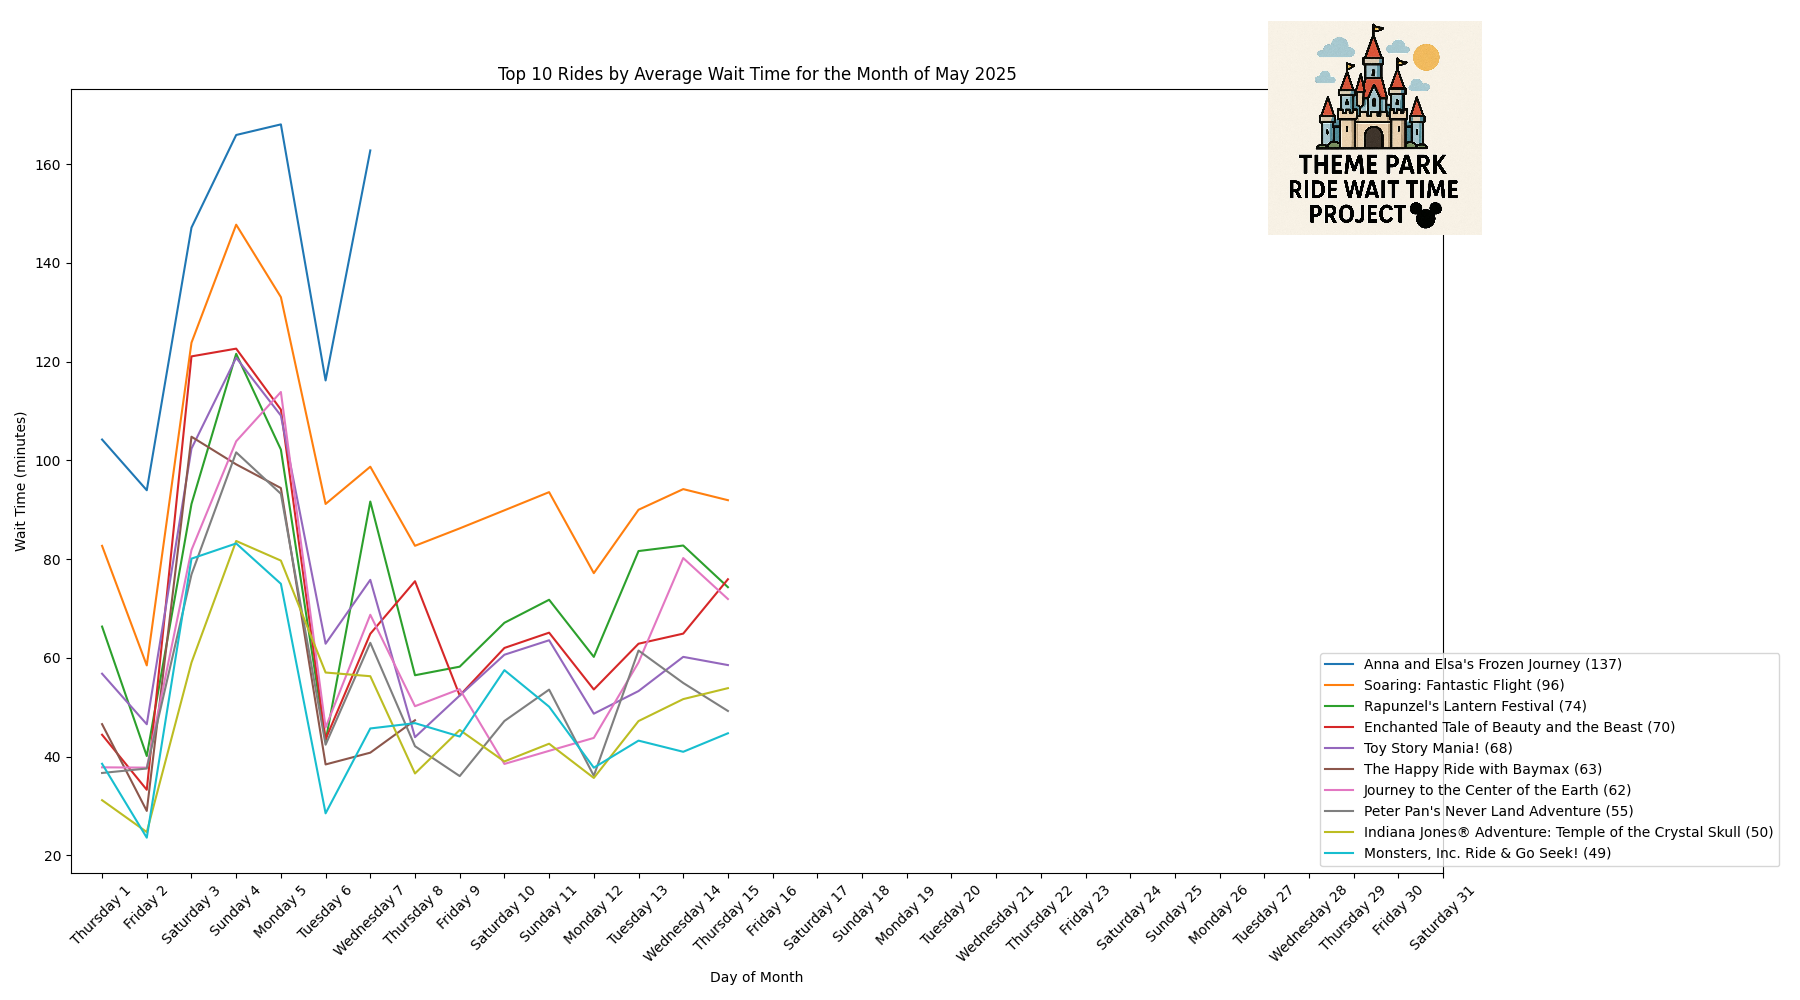 Top 10 Rides by Average Wait Time for the Month of May 2025
THEME PARK
RIDE WAIT TIME
PROJECT
Wait Time (minutes)
160
140
120
100
80
60
40
20
Anna and Elsa's Frozen Journey (137)
Soaring: Fantastic Flight (96)
Rapunzel's Lantern Festival (74)
Enchanted Tale of Beauty and the Beast (70)
Toy Story Mania! (68)
The Happy Ride with Baymax (63)
Journey to the Center of the Earth (62)
Peter Pan's Never Land Adventure (55)
Indiana Jones® Adventure: Temple of the Crystal Skull (50)
Monsters, Inc. Ride & Go Seek! (49)
Thursday 1
Friday 2
Saturday 3
Sunday 4
Monday 5
Tuesday 6
Wednesday 7
Thursday 8
Friday 9
Saturday 10
Sunday 11
Monday 12
Tuesday 13
Wednesday 14
Thursday 15
Friday 16
Saturday 17
Sunday 18
Monday 19
Tuesday 20
Wednesday 21
Thursday 22
Friday 23
Saturday 24
Sunday 25
Monday 26
Tuesday 27
Wednesday 28
Thursday 29
Friday 30
Saturday 31
Day of Month